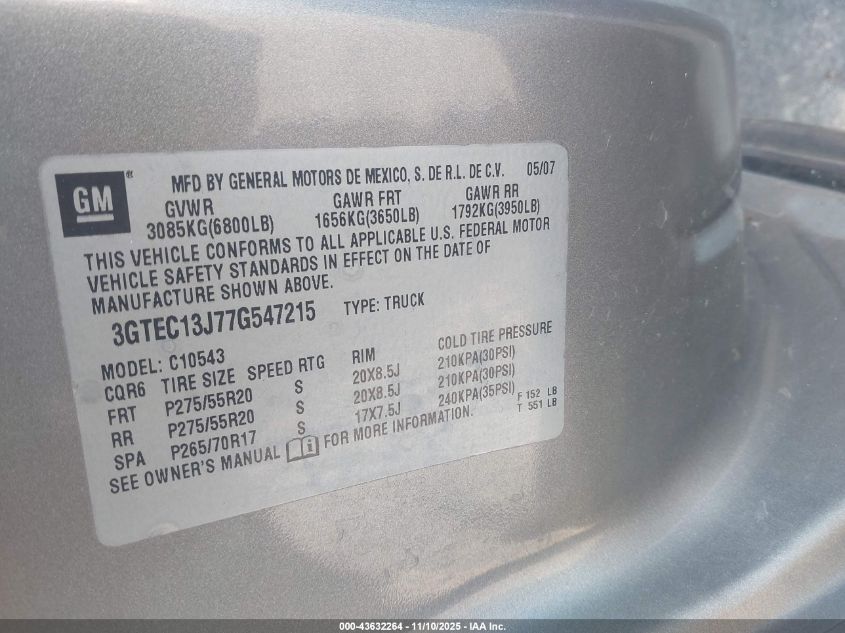 GM
MFD BY GENERAL MOTORS DE MEXICO, S. DE R.L. DE C.V. 05/07
GVWR GAWR FRT GAWR RR
3085KG(6800LB) 1656KG(3650LB) 1792KG(3950LB)
THIS VEHICLE CONFORMS TO ALL APPLICABLE U.S. FEDERAL MOTOR
VEHICLE SAFETY STANDARDS IN EFFECT ON THE DATE OF
MANUFACTURE SHOWN ABOVE.
3GTEC13J77G547215 TYPE: TRUCK
MODEL: C10543
CQR6 TIRE SIZE SPEED RTG RIM COLD TIRE PRESSURE
FRT P275/55R20 S 20X8.5J 210KPA(30PSI)
RR P275/55R20 S 20X8.5J 210KPA(30PSI)
SPA P265/70R17 S 17X7.5J 240KPA(35PSI) F 152 LB
T 551 LB
SEE OWNER'S MANUAL FOR MORE INFORMATION.
000-43632264 — 11/10/2025 — IAA Inc.